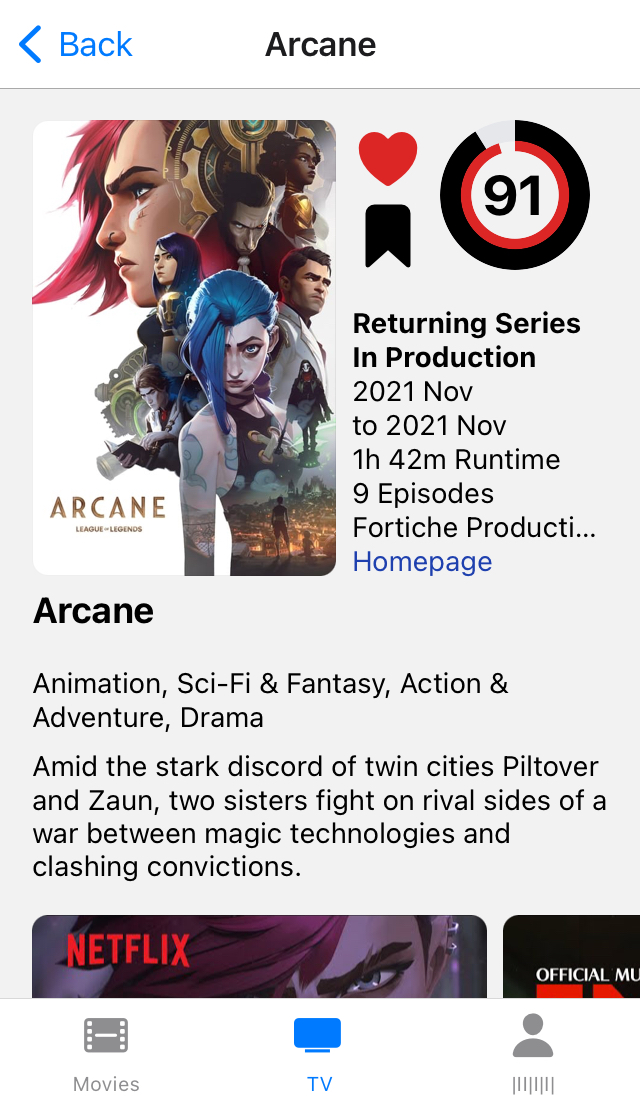 Back
Arcane
91
Returning Series
In Production
2021 Nov
to 2021 Nov
1h 42m Runtime
9 Episodes
Fortiche Producti...
Homepage
ARCANE
LEAGUE OF LEGENDS
Arcane
Animation, Sci-Fi & Fantasy, Action &
Adventure, Drama
Amid the stark discord of twin cities Piltover
and Zaun, two sisters fight on rival sides of a
war between magic technologies and
clashing convictions.
NETFLIX
OFFICIAL MU
Movies
TV